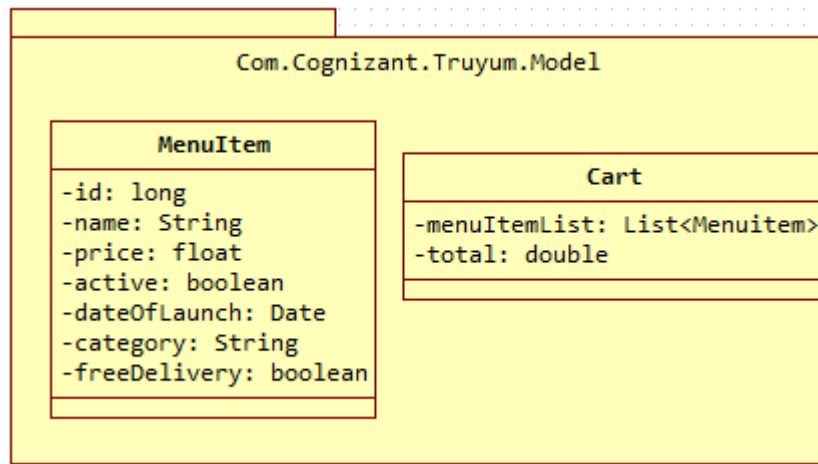 Com.Cognizant.Truyum.Model
MenuItem
-id: long
-name: String
-price: float
-active: boolean
-dateOfLaunch: Date
-category: String
-freeDelivery: boolean
Cart
-menuItemList: List<Menuitem>
-total: double